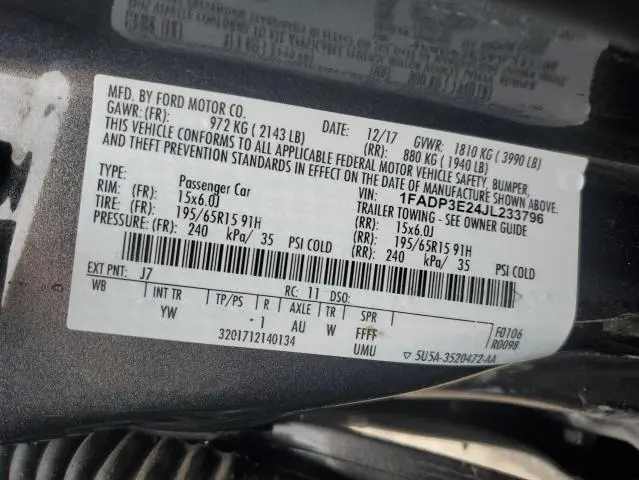 MFD. BY FORD MOTOR CO.
DATE: 12/17 GVWR: 1810 KG ( 3990 LB)
GAWR: (FR): 972 KG ( 2143 LB) (RR): 880 KG ( 1940 LB)
THIS VEHICLE CONFORMS TO ALL APPLICABLE FEDERAL MOTOR VEHICLE SAFETY, BUMPER,
AND THEFT PREVENTION STANDARDS IN EFFECT ON THE DATE OF MANUFACTURE SHOWN ABOVE.
VIN: 1FADP3E24JL233796
TYPE: Passenger Car TRAILER TOWING - SEE OWNER GUIDE
RIM: (FR): 15x6.0J (RR): 15x6.0J
TIRE: (FR): 195/65R15 91H (RR): 195/65R15 91H
PRESSURE: (FR): 240 kPa/ 35 PSI COLD (RR): 240 kPa/ 35 PSI COLD
EXT PNT: J7 RC: 11 DSO:
WB INT TR TP/PS R AXLE TR SPR F0106
YW - 1 AU W FFFF R0098
3201712140134 UMU ▽ 5U5A-3520472-AA